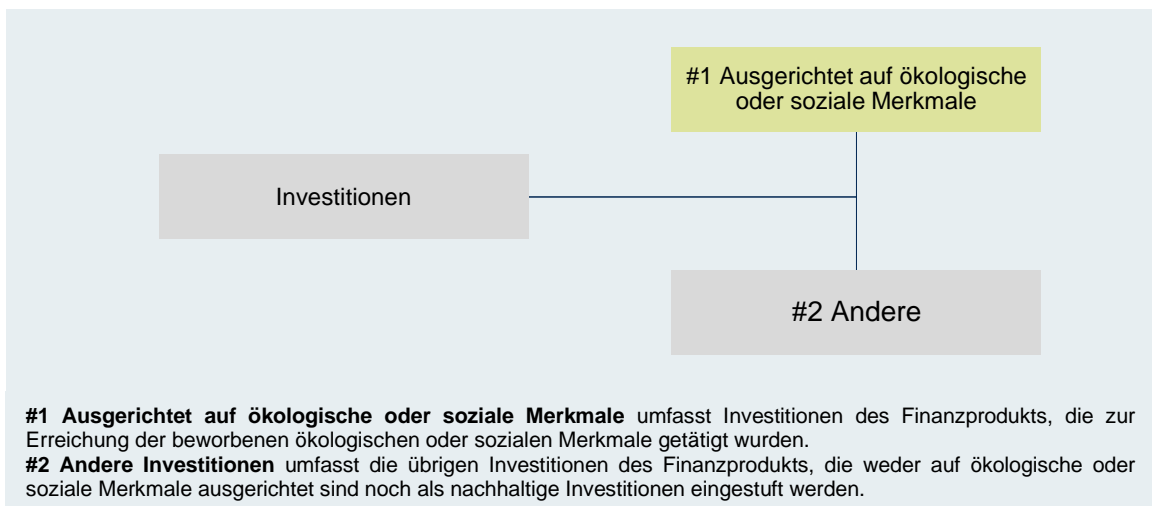 #1 Ausgerichtet auf ökologische
oder soziale Merkmale
Investitionen
#2 Andere
#1 Ausgerichtet auf ökologische oder soziale Merkmale umfasst Investitionen des Finanzprodukts, die zur
Erreichung der beworbenen ökologischen oder sozialen Merkmale getätigt wurden.
#2 Andere Investitionen umfasst die übrigen Investitionen des Finanzprodukts, die weder auf ökologische oder
soziale Merkmale ausgerichtet sind noch als nachhaltige Investitionen eingestuft werden.